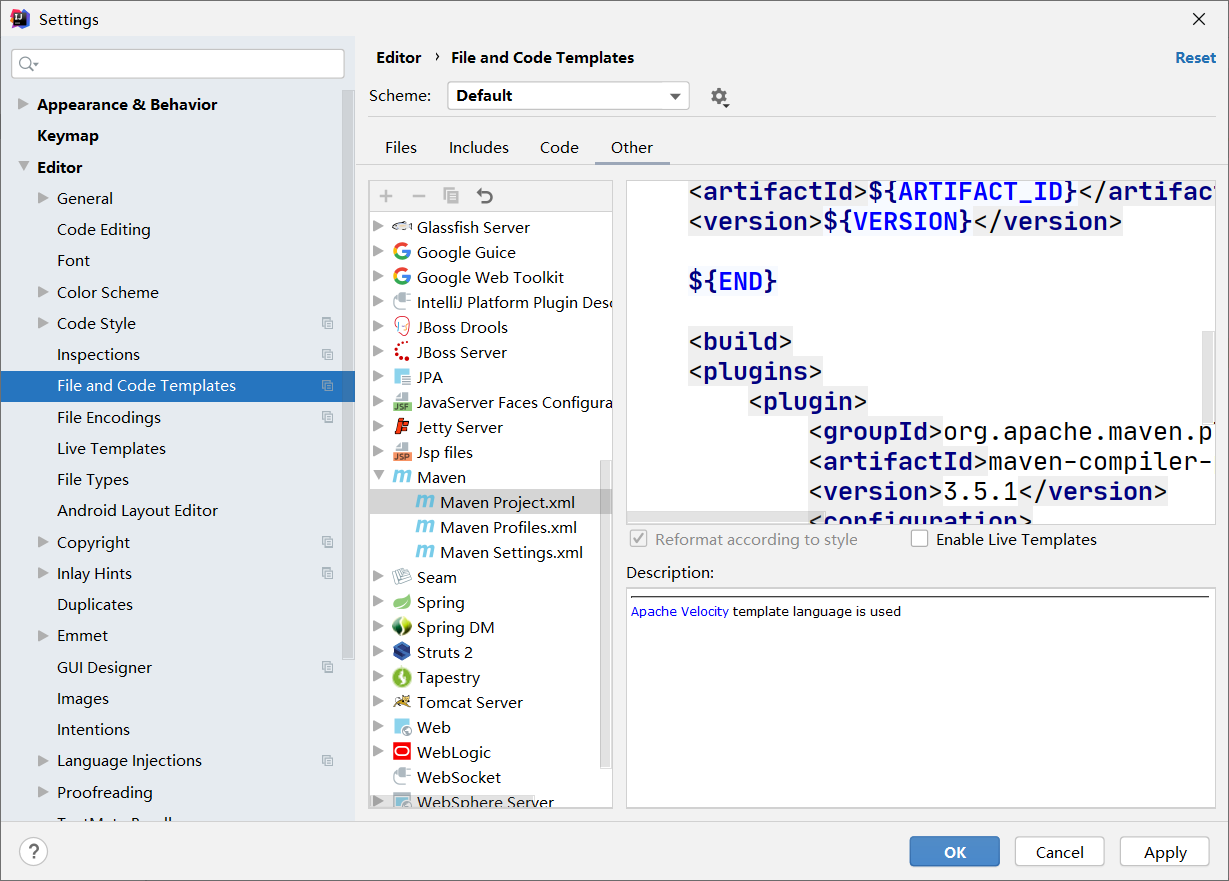 Settings
Editor › File and Code Templates
Reset
Scheme: Default
Files Includes Code Other
Appearance & Behavior
Keymap
Editor
General
Code Editing
Font
Color Scheme
Code Style
Inspections
File and Code Templates
File Encodings
Live Templates
File Types
Android Layout Editor
Copyright
Inlay Hints
Duplicates
Emmet
GUI Designer
Images
Intentions
Language Injections
Proofreading
Glassfish Server
Google Guice
Google Web Toolkit
IntelliJ Platform Plugin Desc
JBoss Drools
JBoss Server
JPA
JavaServer Faces Configura
Jetty Server
Jsp files
Maven
Maven Project.xml
Maven Profiles.xml
Maven Settings.xml
Seam
Spring
Spring DM
Struts 2
Tapestry
Tomcat Server
Web
WebLogic
WebSocket
WebSphere Server
<artifactId>${ARTIFACT_ID}</artifac
<version>${VERSION}</version>
${END}
<build>
<plugins>
<plugin>
<groupId>org.apache.maven.p
<artifactId>maven-compiler-
<version>3.5.1</version>
<configuration>
Reformat according to style
Enable Live Templates
Description:
Apache Velocity template language is used
?
OK
Cancel
Apply